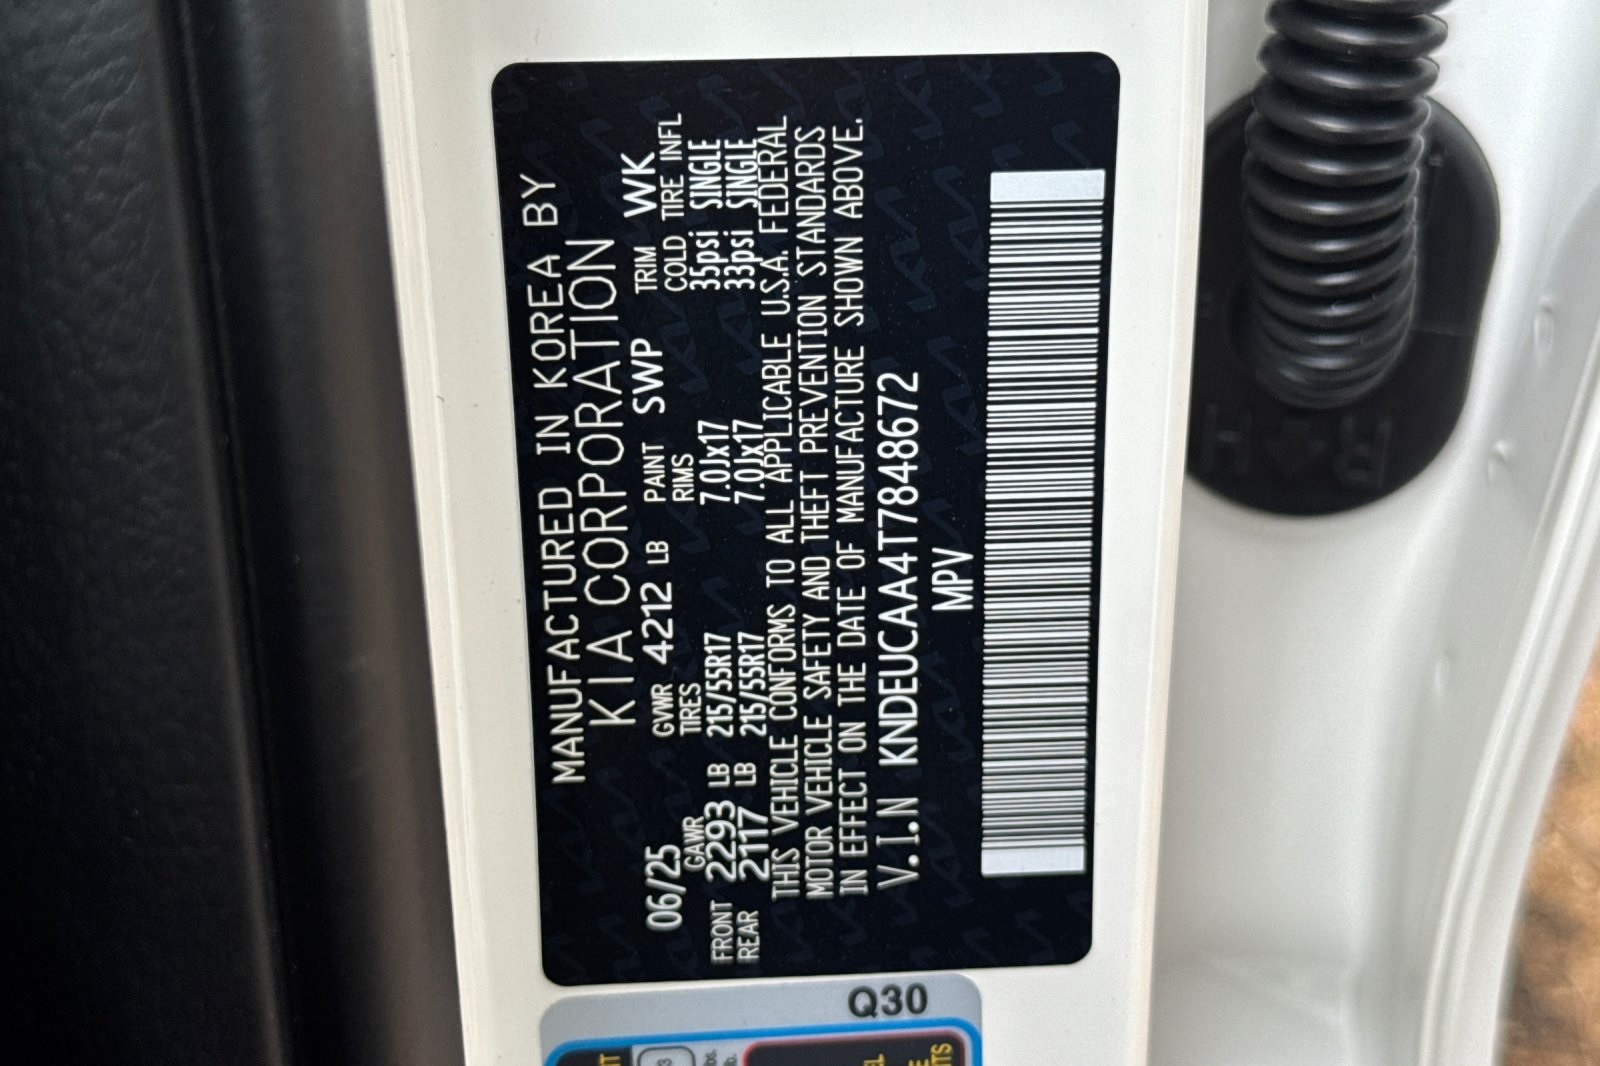 MANUFACTURED IN KOREA BY
KIA CORPORATION
06/25 GVWR 4212 LB PAINT SWP TRIM WK
GAWR TIRES RIMS COLD TIRE INFL
FRONT 2293 LB 215/55R17 7.0Jx17 35psi SINGLE
REAR 2117 LB 215/55R17 7.0Jx17 33psi SINGLE
THIS VEHICLE CONFORMS TO ALL APPLICABLE U.S.A. FEDERAL
MOTOR VEHICLE SAFETY AND THEFT PREVENTION STANDARDS
IN EFFECT ON THE DATE OF MANUFACTURE SHOWN ABOVE.
V.I.N KNDEUCAA4T7848672
MPV
Q30
RH